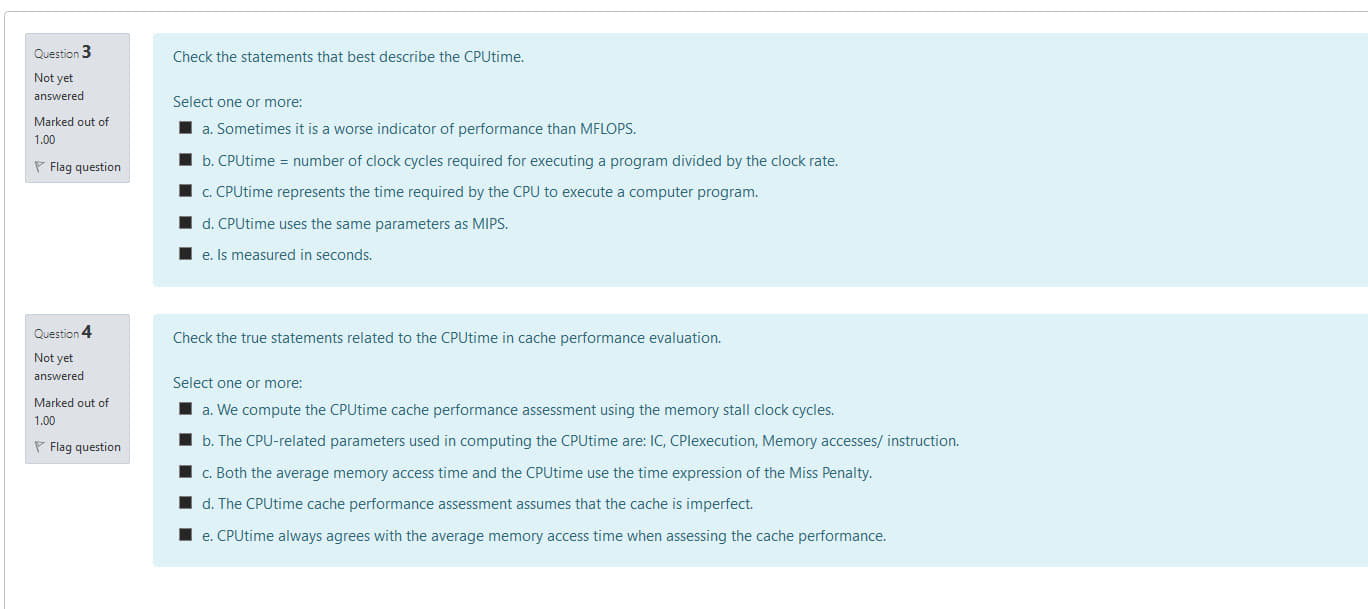 Question 3
Not yet
answered
Marked out of
1.00
Flag question
Check the statements that best describe the CPUtime.
Select one or more:
a. Sometimes it is a worse indicator of performance than MFLOPS.
b. CPUtime = number of clock cycles required for executing a program divided by the clock rate.
c. CPUtime represents the time required by the CPU to execute a computer program.
d. CPUtime uses the same parameters as MIPS.
e. Is measured in seconds.
Question 4
Not yet
answered
Marked out of
1.00
Flag question
Check the true statements related to the CPUtime in cache performance evaluation.
Select one or more:
a. We compute the CPUtime cache performance assessment using the memory stall clock cycles.
b. The CPU-related parameters used in computing the CPUtime are: IC, CPIexecution, Memory accesses/ instruction.
c. Both the average memory access time and the CPUtime use the time expression of the Miss Penalty.
d. The CPUtime cache performance assessment assumes that the cache is imperfect.
e. CPUtime always agrees with the average memory access time when assessing the cache performance.